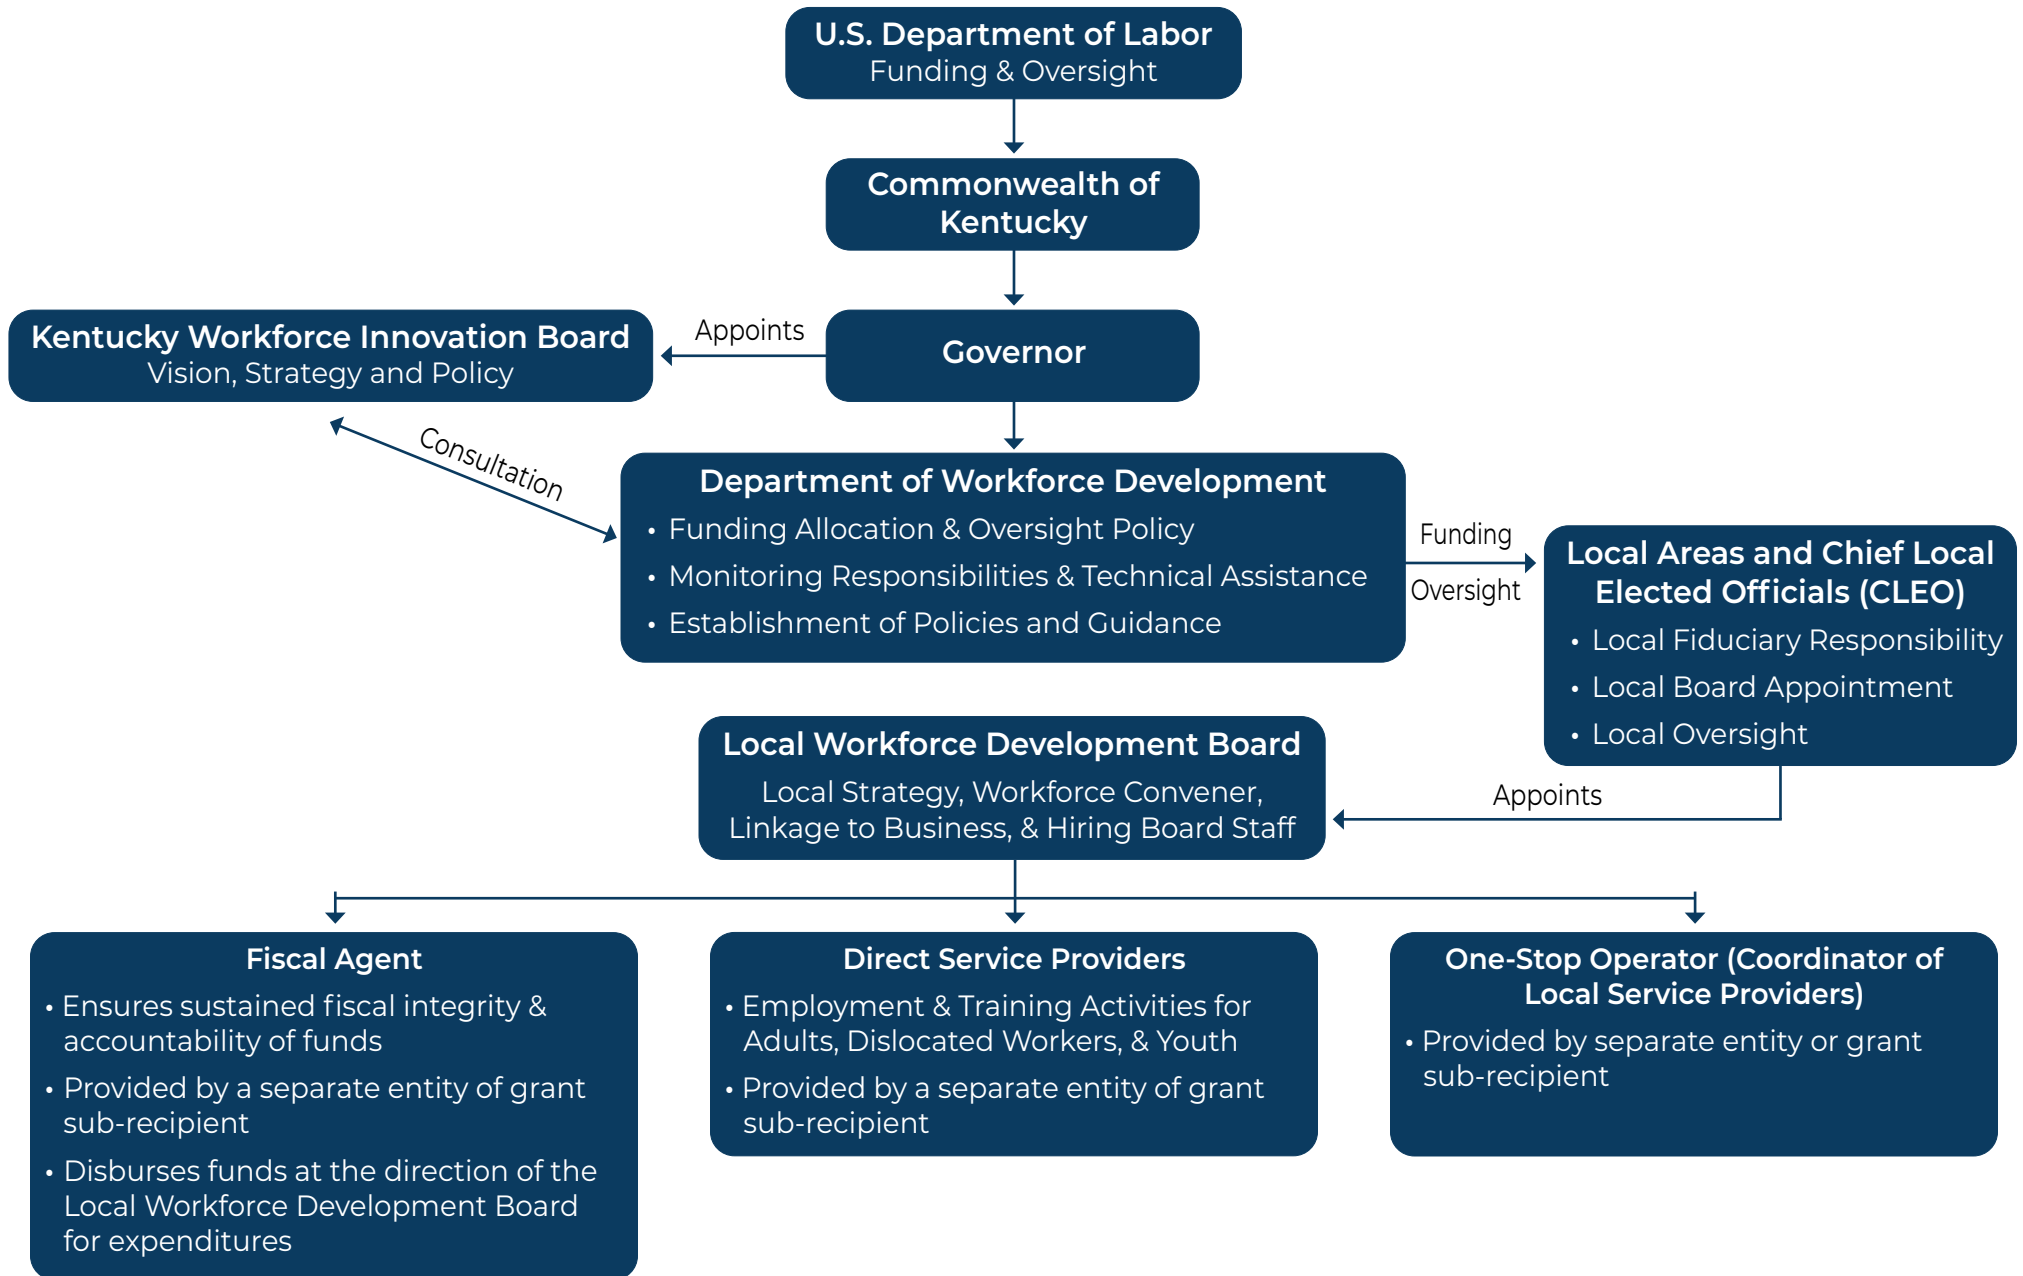 U.S. Department of Labor
Funding & Oversight
Commonwealth of
Kentucky
Kentucky Workforce Innovation Board
Vision, Strategy and Policy
Appoints
Governor
Consultation
Department of Workforce Development
• Funding Allocation & Oversight Policy
• Monitoring Responsibilities & Technical Assistance
• Establishment of Policies and Guidance
Funding
Oversight
Local Areas and Chief Local
Elected Officials (CLEO)
• Local Fiduciary Responsibility
• Local Board Appointment
• Local Oversight
Appoints
Local Workforce Development Board
Local Strategy, Workforce Convener,
Linkage to Business, & Hiring Board Staff
Fiscal Agent
• Ensures sustained fiscal integrity &
accountability of funds
• Provided by a separate entity of grant
sub-recipient
• Disburses funds at the direction of the
Local Workforce Development Board
for expenditures
Direct Service Providers
• Employment & Training Activities for
Adults, Dislocated Workers, & Youth
• Provided by a separate entity of grant
sub-recipient
One-Stop Operator (Coordinator of
Local Service Providers)
• Provided by separate entity or grant
sub-recipient